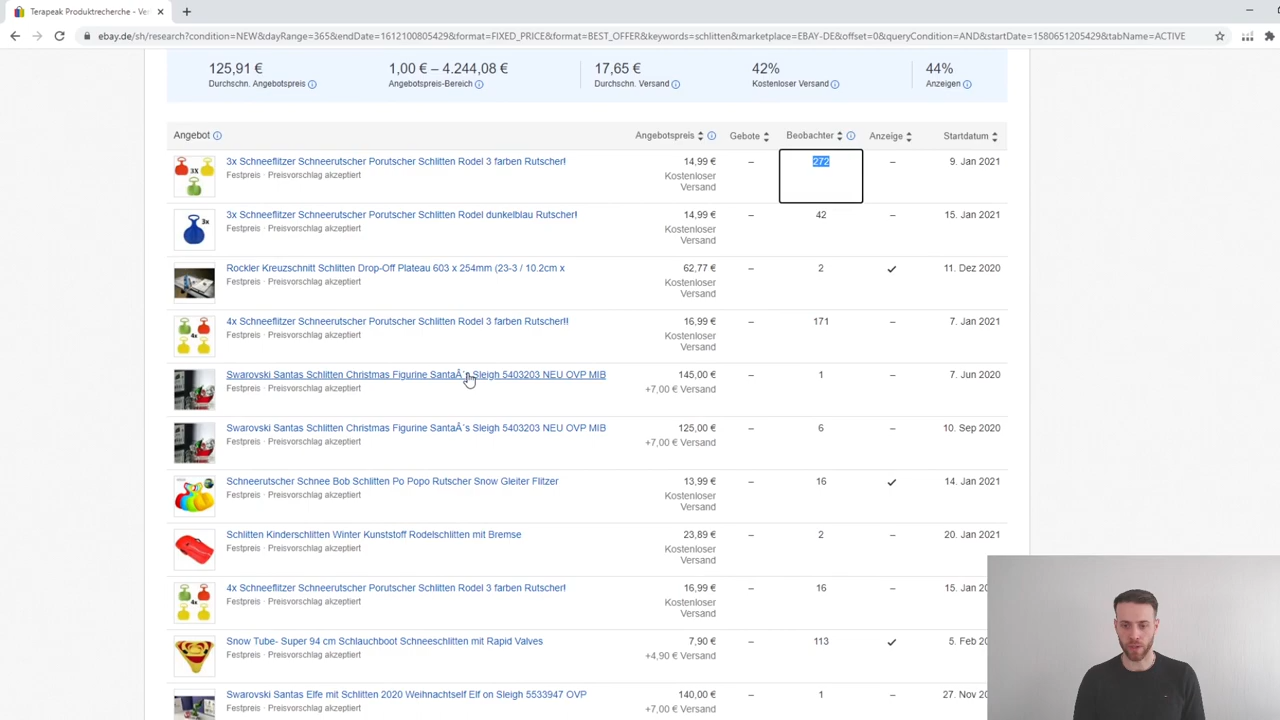 Terapeak Produktrecherche - Ver
ebay.de/sh/research?condition=NEW&dayRange=365&endDate=1612100805429&format=FIXED_PRICE&format=BEST_OFFER&keywords=schlitten&marketplace=EBAY-DE&offset=0&queryCondition=AND&startDate=1580651205429&tabName=ACTIVE
125,91 € 1,00 € – 4.244,08 € 17,65 € 42% 44%
Durchschn. Angebotspreis Angebotspreis-Bereich Durchschn. Versand Kostenloser Versand Anzeigen
Angebot Angebotspreis Gebote Beobachter Anzeige Startdatum
3x Schneeflitzer Schneerutscher Porutscher Schlitten Rodel 3 farben Rutscher! 14,99 € – 272 – 9. Jan 2021
Festpreis · Preisvorschlag akzeptiert Kostenloser
Versand
3x Schneeflitzer Schneerutscher Porutscher Schlitten Rodel dunkelblau Rutscher! 14,99 € – 42 – 15. Jan 2021
Festpreis · Preisvorschlag akzeptiert Kostenloser
Versand
Rockler Kreuzschnitt Schlitten Drop-Off Plateau 603 x 254mm (23-3 / 10.2cm x 62,77 € – 2 11. Dez 2020
Festpreis · Preisvorschlag akzeptiert Kostenloser
Versand
4x Schneeflitzer Schneerutscher Porutscher Schlitten Rodel 3 farben Rutscher!! 16,99 € – 171 – 7. Jan 2021
Festpreis · Preisvorschlag akzeptiert Kostenloser
Versand
Swarovski Santas Schlitten Christmas Figurine SantaÂ´s Sleigh 5403203 NEU OVP MIB 145,00 € – 1 – 7. Jun 2020
Festpreis · Preisvorschlag akzeptiert +7,00 € Versand
Swarovski Santas Schlitten Christmas Figurine SantaÂ´s Sleigh 5403203 NEU OVP MIB 125,00 € – 6 – 10. Sep 2020
Festpreis · Preisvorschlag akzeptiert +7,00 € Versand
Schneerutscher Schnee Bob Schlitten Po Popo Rutscher Snow Gleiter Flitzer 13,99 € – 16 14. Jan 2021
Festpreis · Preisvorschlag akzeptiert Kostenloser
Versand
Schlitten Kinderschlitten Winter Kunststoff Rodelschlitten mit Bremse 23,89 € – 2 – 20. Jan 2021
Festpreis · Preisvorschlag akzeptiert Kostenloser
Versand
4x Schneeflitzer Schneerutscher Porutscher Schlitten Rodel 3 farben Rutscher! 16,99 € – 16 – 15. Jan 20
Festpreis · Preisvorschlag akzeptiert Kostenloser
Versand
Snow Tube- Super 94 cm Schlauchboot Schneeschlitten mit Rapid Valves 7,90 € – 113 5. Feb 20
Festpreis · Preisvorschlag akzeptiert +4,90 € Versand
Swarovski Santas Elfe mit Schlitten 2020 Weihnachtself Elf on Sleigh 5533947 OVP 140,00 € – 1 – 27. Nov 20
Festpreis · Preisvorschlag akzeptiert +7,00 € Versand